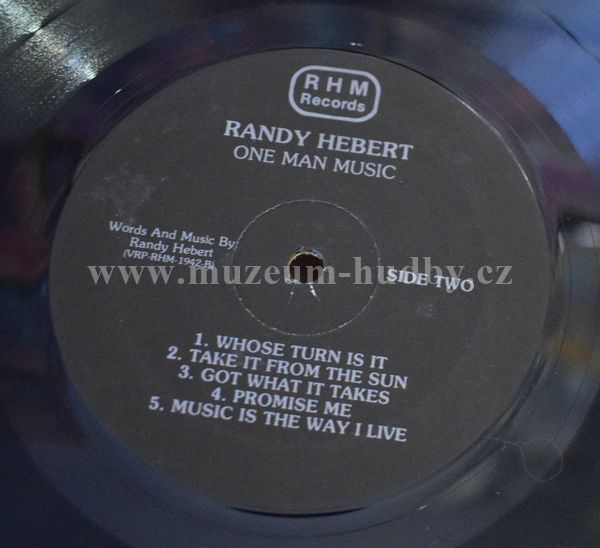 RHM
Records
RANDY HEBERT
ONE MAN MUSIC
Words And Music By:
Randy Hebert
(VRP-RHM-1942-B)
SIDE TWO
www.muzeum-hudby.cz
1. WHOSE TURN IS IT
2. TAKE IT FROM THE SUN
3. GOT WHAT IT TAKES
4. PROMISE ME
5. MUSIC IS THE WAY I LIVE